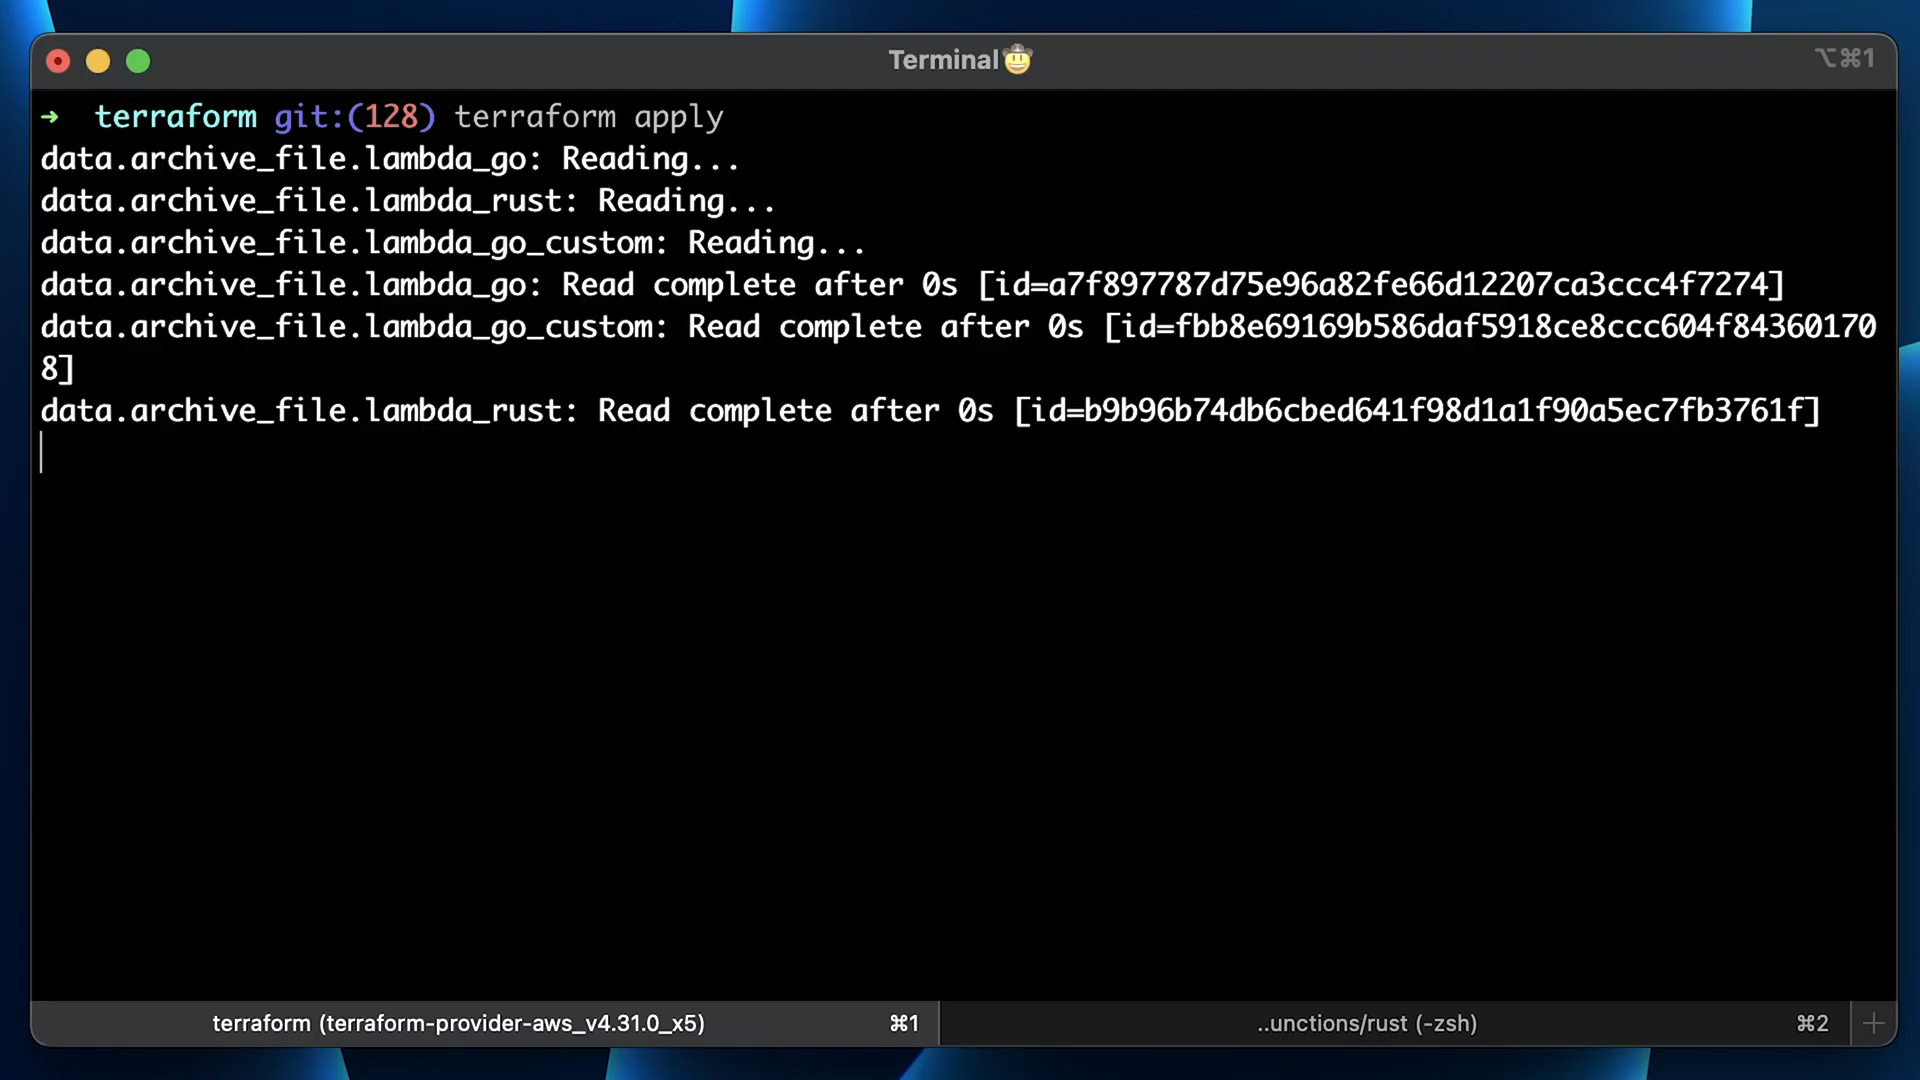 Terminal🤠
⌥⌘1
➜  terraform git:(128) terraform apply
data.archive_file.lambda_go: Reading...
data.archive_file.lambda_rust: Reading...
data.archive_file.lambda_go_custom: Reading...
data.archive_file.lambda_go: Read complete after 0s [id=a7f897787d75e96a82fe66d12207ca3ccc4f7274]
data.archive_file.lambda_go_custom: Read complete after 0s [id=fbb8e69169b586daf5918ce8ccc604f84360170
8]
data.archive_file.lambda_rust: Read complete after 0s [id=b9b96b74db6cbed641f98d1a1f90a5ec7fb3761f]
terraform (terraform-provider-aws_v4.31.0_x5) ⌘1
..unctions/rust (-zsh) ⌘2